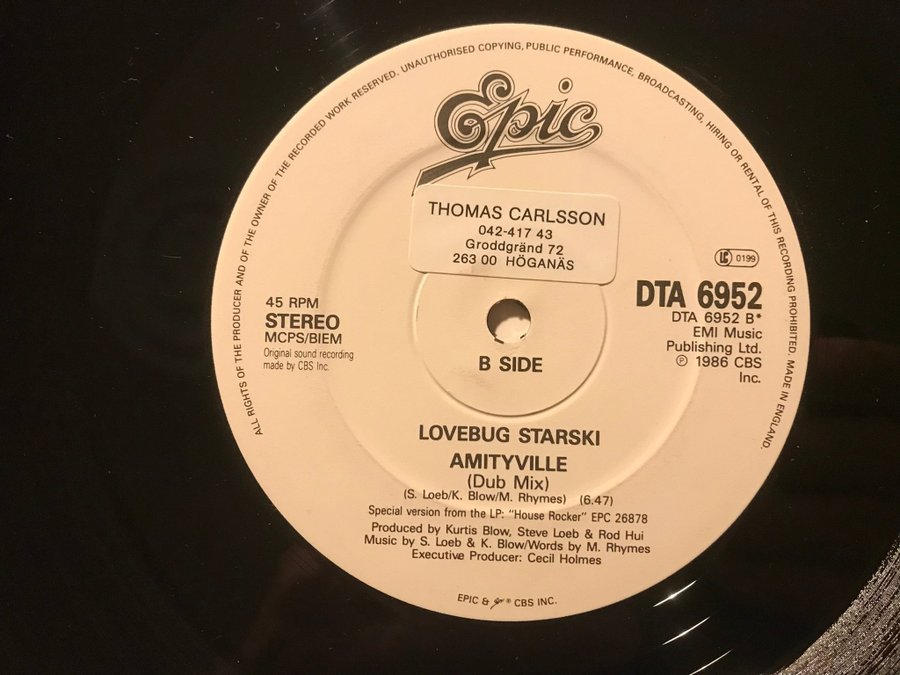 ALL RIGHTS OF THE PRODUCER AND OF THE OWNER OF THE RECORDED WORK RESERVED. UNAUTHORISED COPYING, PUBLIC PERFORMANCE, BROADCASTING, HIRING OR RENTAL OF THIS RECORDING PROHIBITED. MADE IN ENGLAND.
Epic
THOMAS CARLSSON
042-417 43
Groddgränd 72
263 00 HÖGANÄS
LC 0199
45 RPM
STEREO
MCPS/BIEM
Original sound recording
made by CBS Inc.
DTA 6952
DTA 6952 B*
EMI Music
Publishing Ltd.
℗ 1986 CBS
Inc.
B SIDE
LOVEBUG STARSKI
AMITYVILLE
(Dub Mix)
(S. Loeb/K. Blow/M. Rhymes) (6.47)
Special version from the LP: "House Rocker" EPC 26878
Produced by Kurtis Blow, Steve Loeb & Rod Hui
Music by S. Loeb & K. Blow/Words by M. Rhymes
Executive Producer: Cecil Holmes
EPIC & Epic ® CBS INC.